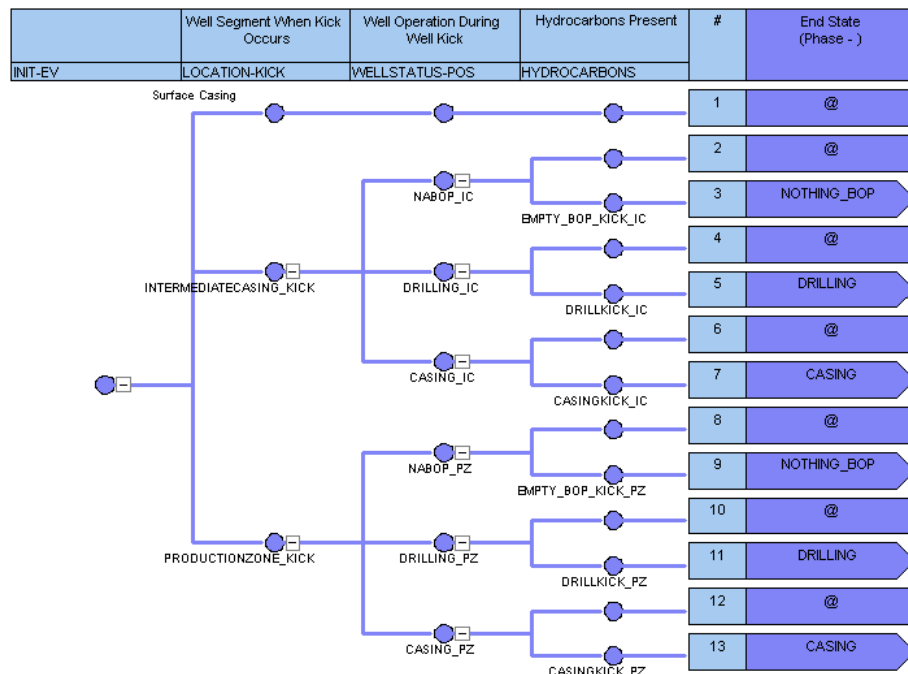 Well Segment When Kick Occurs
Well Operation During Well Kick
Hydrocarbons Present
#
End State
(Phase - )
INIT-EV
LOCATION-KICK
WELLSTATUS-POS
HYDROCARBONS
Surface Casing
1
@
2
@
NABOP_IC
3
NOTHING_BOP
EMPTY_BOP_KICK_IC
4
@
INTERMEDIATECASING_KICK
DRILLING_IC
5
DRILLING
DRILLKICK_IC
6
@
CASING_IC
7
CASING
CASINGKICK_IC
8
@
NABOP_PZ
9
NOTHING_BOP
EMPTY_BOP_KICK_PZ
10
@
PRODUCTIONZONE_KICK
DRILLING_PZ
11
DRILLING
DRILLKICK_PZ
12
@
CASING_PZ
13
CASING
CASINGKICK_PZ